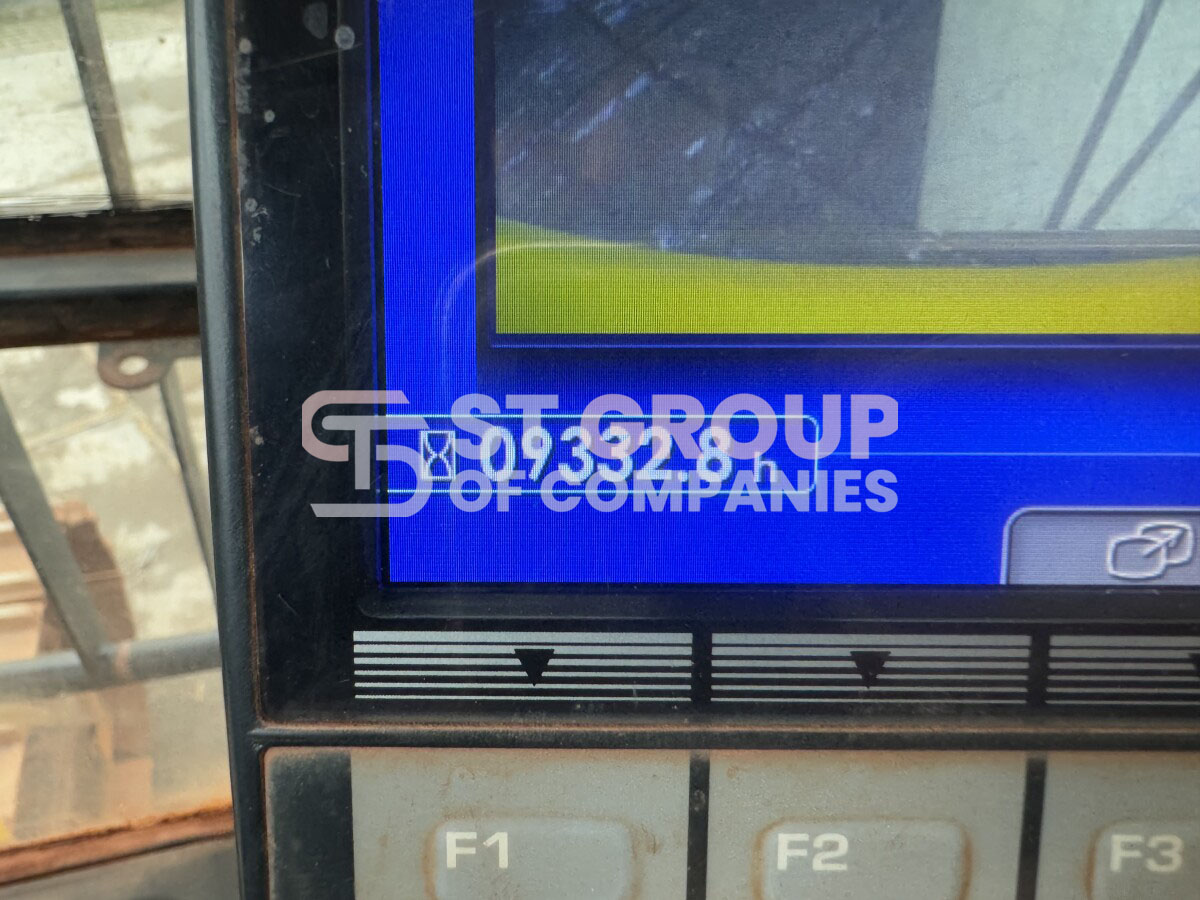 ST GROUP
09332.8 h
OF COMPANIES
F1
F2
F3